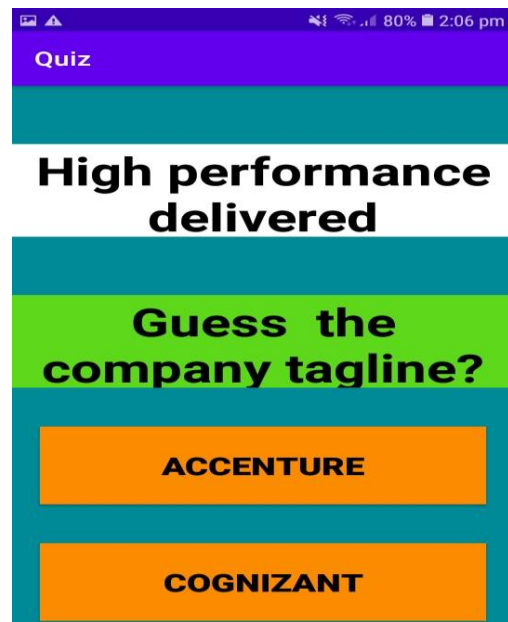 80% 2:06 pm
Quiz
High performance
delivered
Guess the
company tagline?
ACCENTURE
COGNIZANT